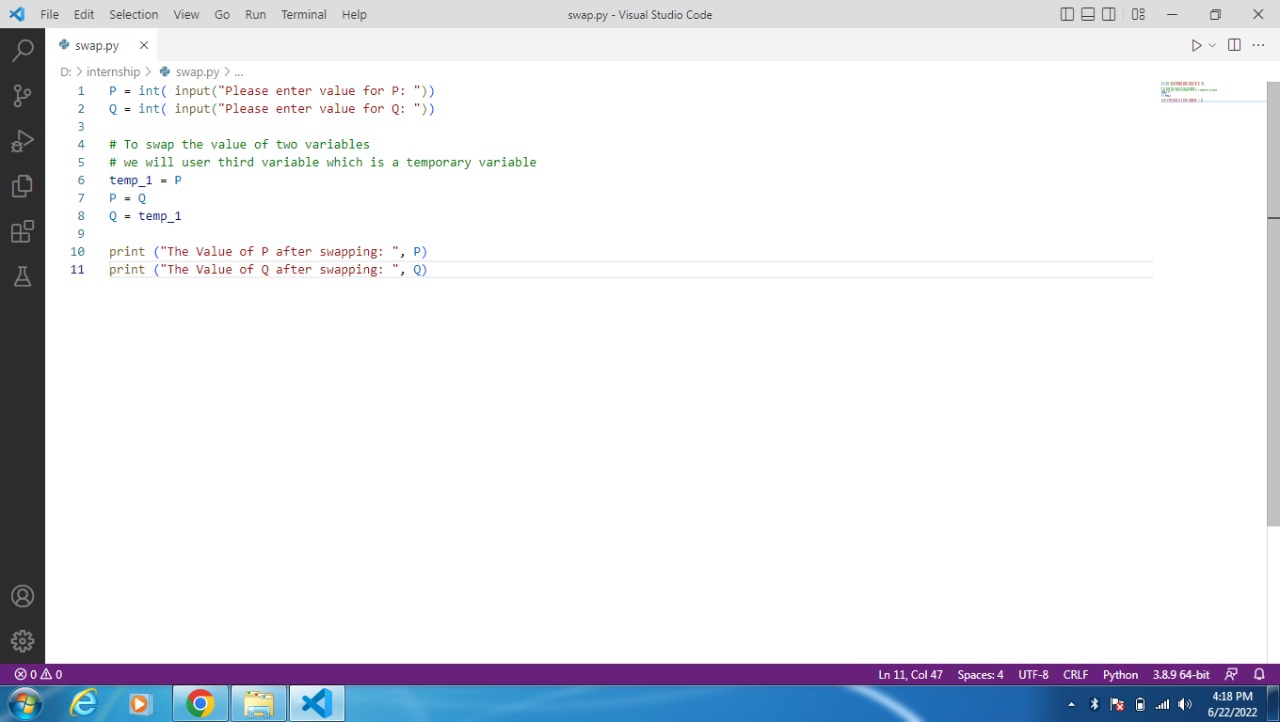 File Edit Selection View Go Run Terminal Help swap.py - Visual Studio Code
swap.py
D: > internship > swap.py > ...
1 P = int( input("Please enter value for P: "))
2 Q = int( input("Please enter value for Q: "))
3
4 # To swap the value of two variables
5 # we will user third variable which is a temporary variable
6 temp_1 = P
7 P = Q
8 Q = temp_1
9
10 print ("The Value of P after swapping: ", P)
11 print ("The Value of Q after swapping: ", Q)
0 0 Ln 11, Col 47 Spaces: 4 UTF-8 CRLF Python 3.8.9 64-bit
4:18 PM
6/22/2022